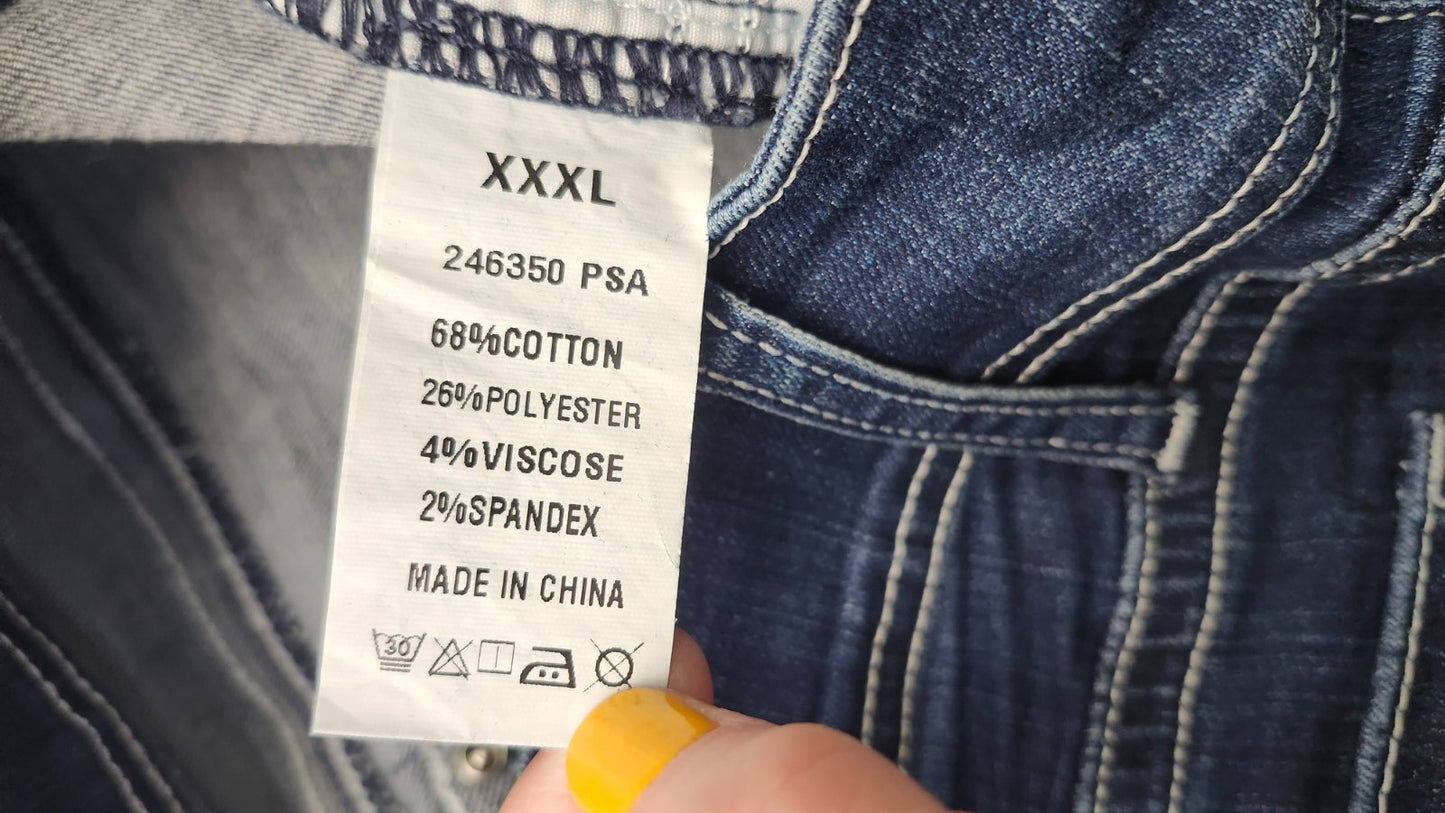 XXXL
246350 PSA
68%COTTON
26%POLYESTER
4%VISCOSE
2%SPANDEX
MADE IN CHINA
30